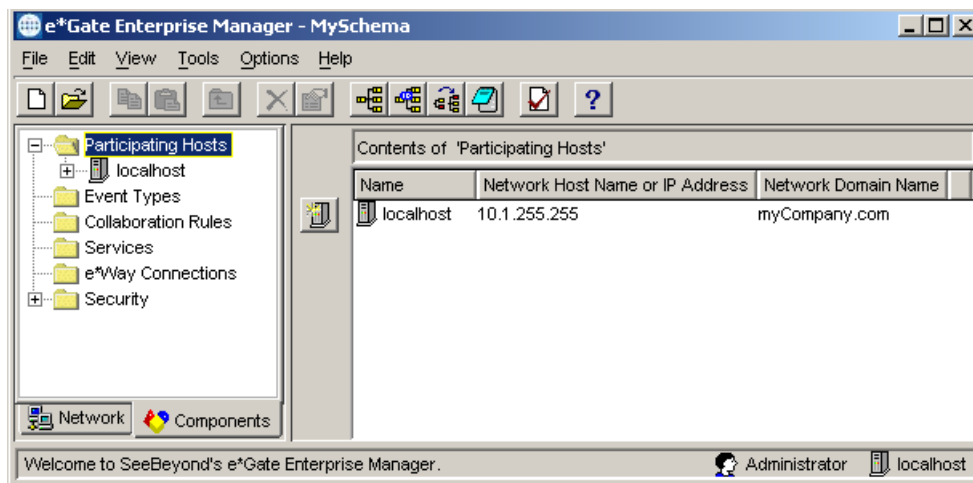 e*Gate Enterprise Manager - MySchema
File Edit View Tools Options Help
Participating Hosts
localhost
Event Types
Collaboration Rules
Services
e*Way Connections
Security
Network Components
Contents of 'Participating Hosts'
Name Network Host Name or IP Address Network Domain Name
localhost 10.1.255.255 myCompany.com
Welcome to SeeBeyond's e*Gate Enterprise Manager. Administrator localhost